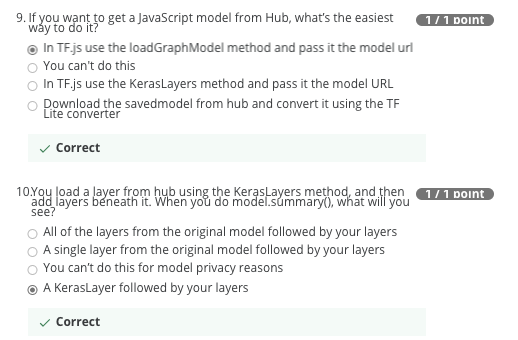 9. If you want to get a JavaScript model from Hub, what's the easiest
way to do it?
1 / 1 point
In TF.js use the loadGraphModel method and pass it the model url
You can't do this
In TF.js use the KerasLayers method and pass it the model URL
Download the savedmodel from hub and convert it using the TF
Lite converter
Correct
10.You load a layer from hub using the KerasLayers method, and then
add layers beneath it. When you do model.summary(), what will you
see?
1 / 1 point
All of the layers from the original model followed by your layers
A single layer from the original model followed by your layers
You can't do this for model privacy reasons
A KerasLayer followed by your layers
Correct